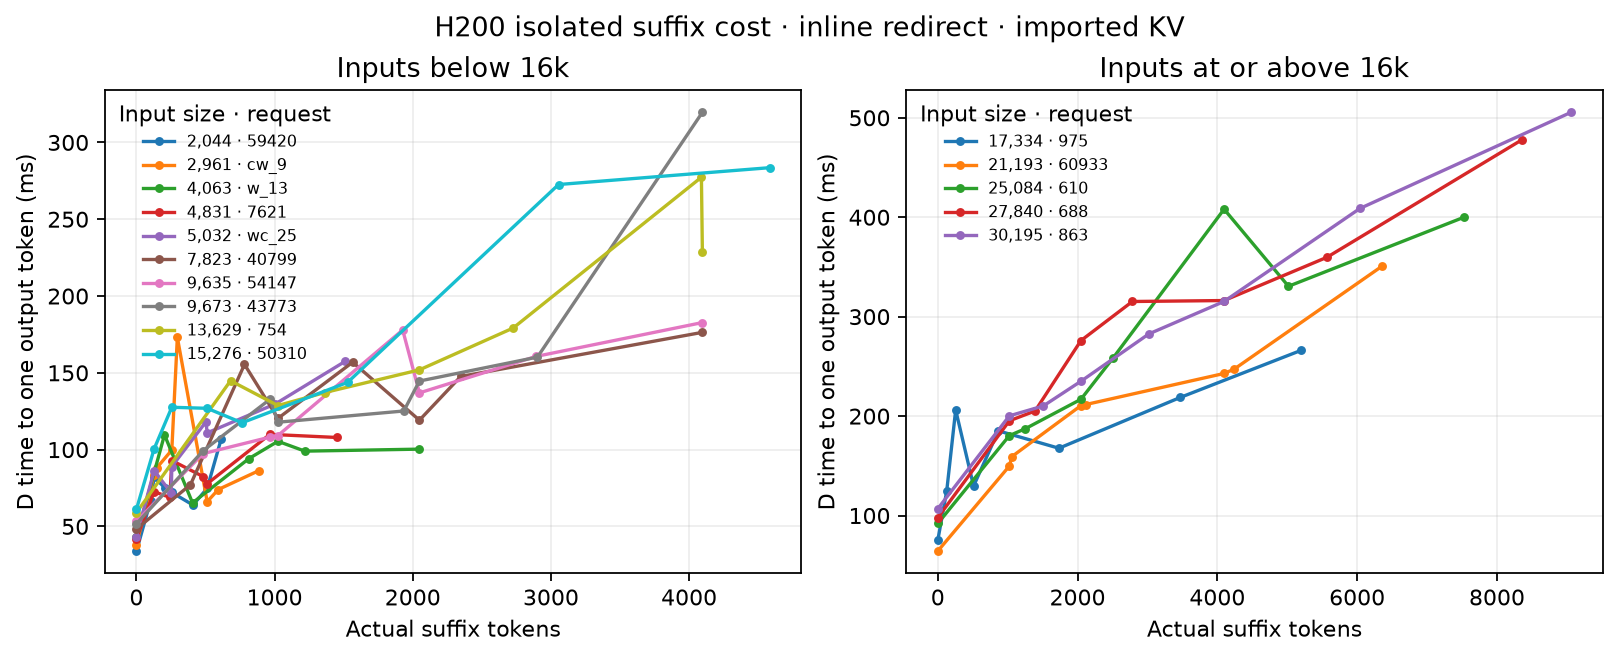 H200 isolated suffix cost · inline redirect · imported KV
Inputs below 16k
D time to one output token (ms)
300
250
200
150
100
50
Input size · request
2,044 · 59420
2,961 · cw_9
4,063 · w_13
4,831 · 7621
5,032 · wc_25
7,823 · 40799
9,635 · 54147
9,673 · 43773
13,629 · 754
15,276 · 50310
0 1000 2000 3000 4000
Actual suffix tokens
Inputs at or above 16k
D time to one output token (ms)
500
400
300
200
100
Input size · request
17,334 · 975
21,193 · 60933
25,084 · 610
27,840 · 688
30,195 · 863
0 2000 4000 6000 8000
Actual suffix tokens